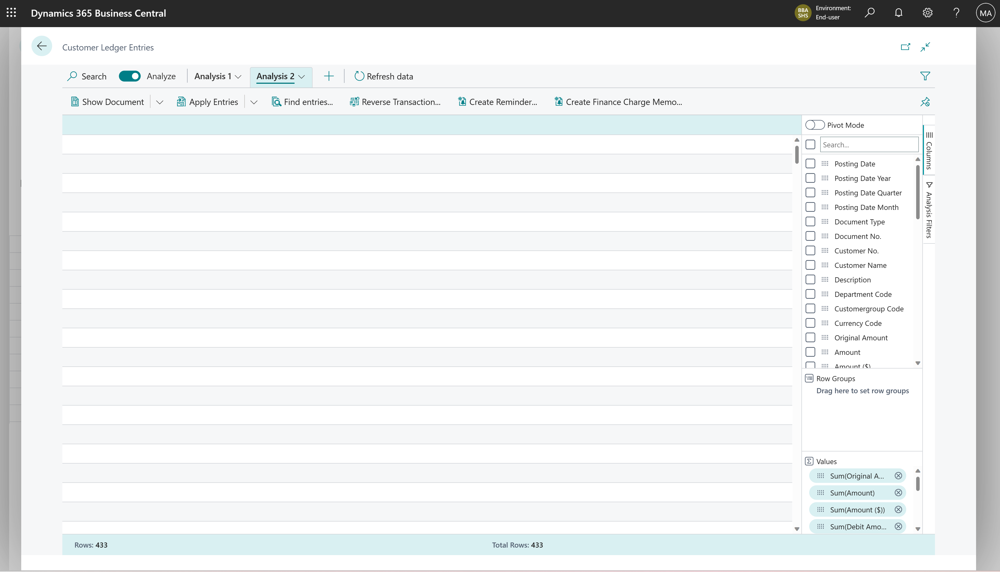 Dynamics 365 Business Central
BBA
SHS
Environment:
End-user
MA
Customer Ledger Entries
Search
Analyze
Analysis 1
Analysis 2
Refresh data
Show Document
Apply Entries
Find entries...
Reverse Transaction...
Create Reminder...
Create Finance Charge Memo...
Pivot Mode
Search...
Posting Date
Posting Date Year
Posting Date Quarter
Posting Date Month
Document Type
Document No.
Customer No.
Customer Name
Description
Department Code
Customergroup Code
Currency Code
Original Amount
Amount
Amount ($)
Columns
Analysis Filters
Row Groups
Drag here to set row groups
Values
Sum(Original A...
Sum(Amount)
Sum(Amount ($))
Sum(Debit Amo...
Rows: 433
Total Rows: 433